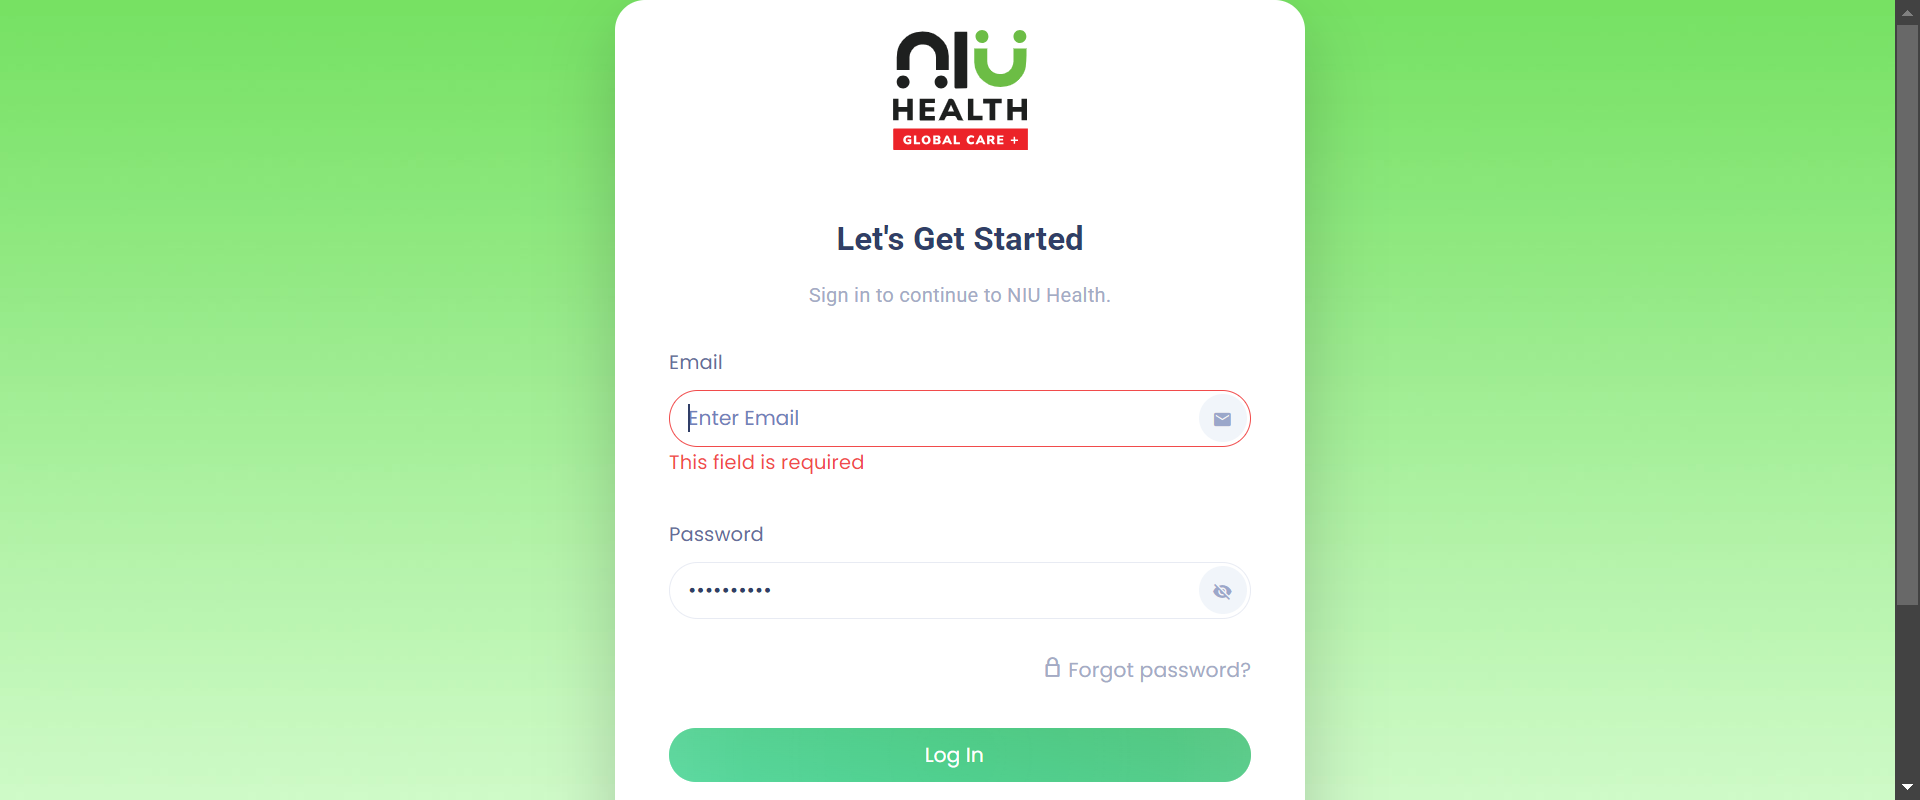 NIU
HEALTH
GLOBAL CARE +
Let's Get Started
Sign in to continue to NIU Health.
Email
Enter Email
This field is required
Password
••••••••••
Forgot password?
Log In